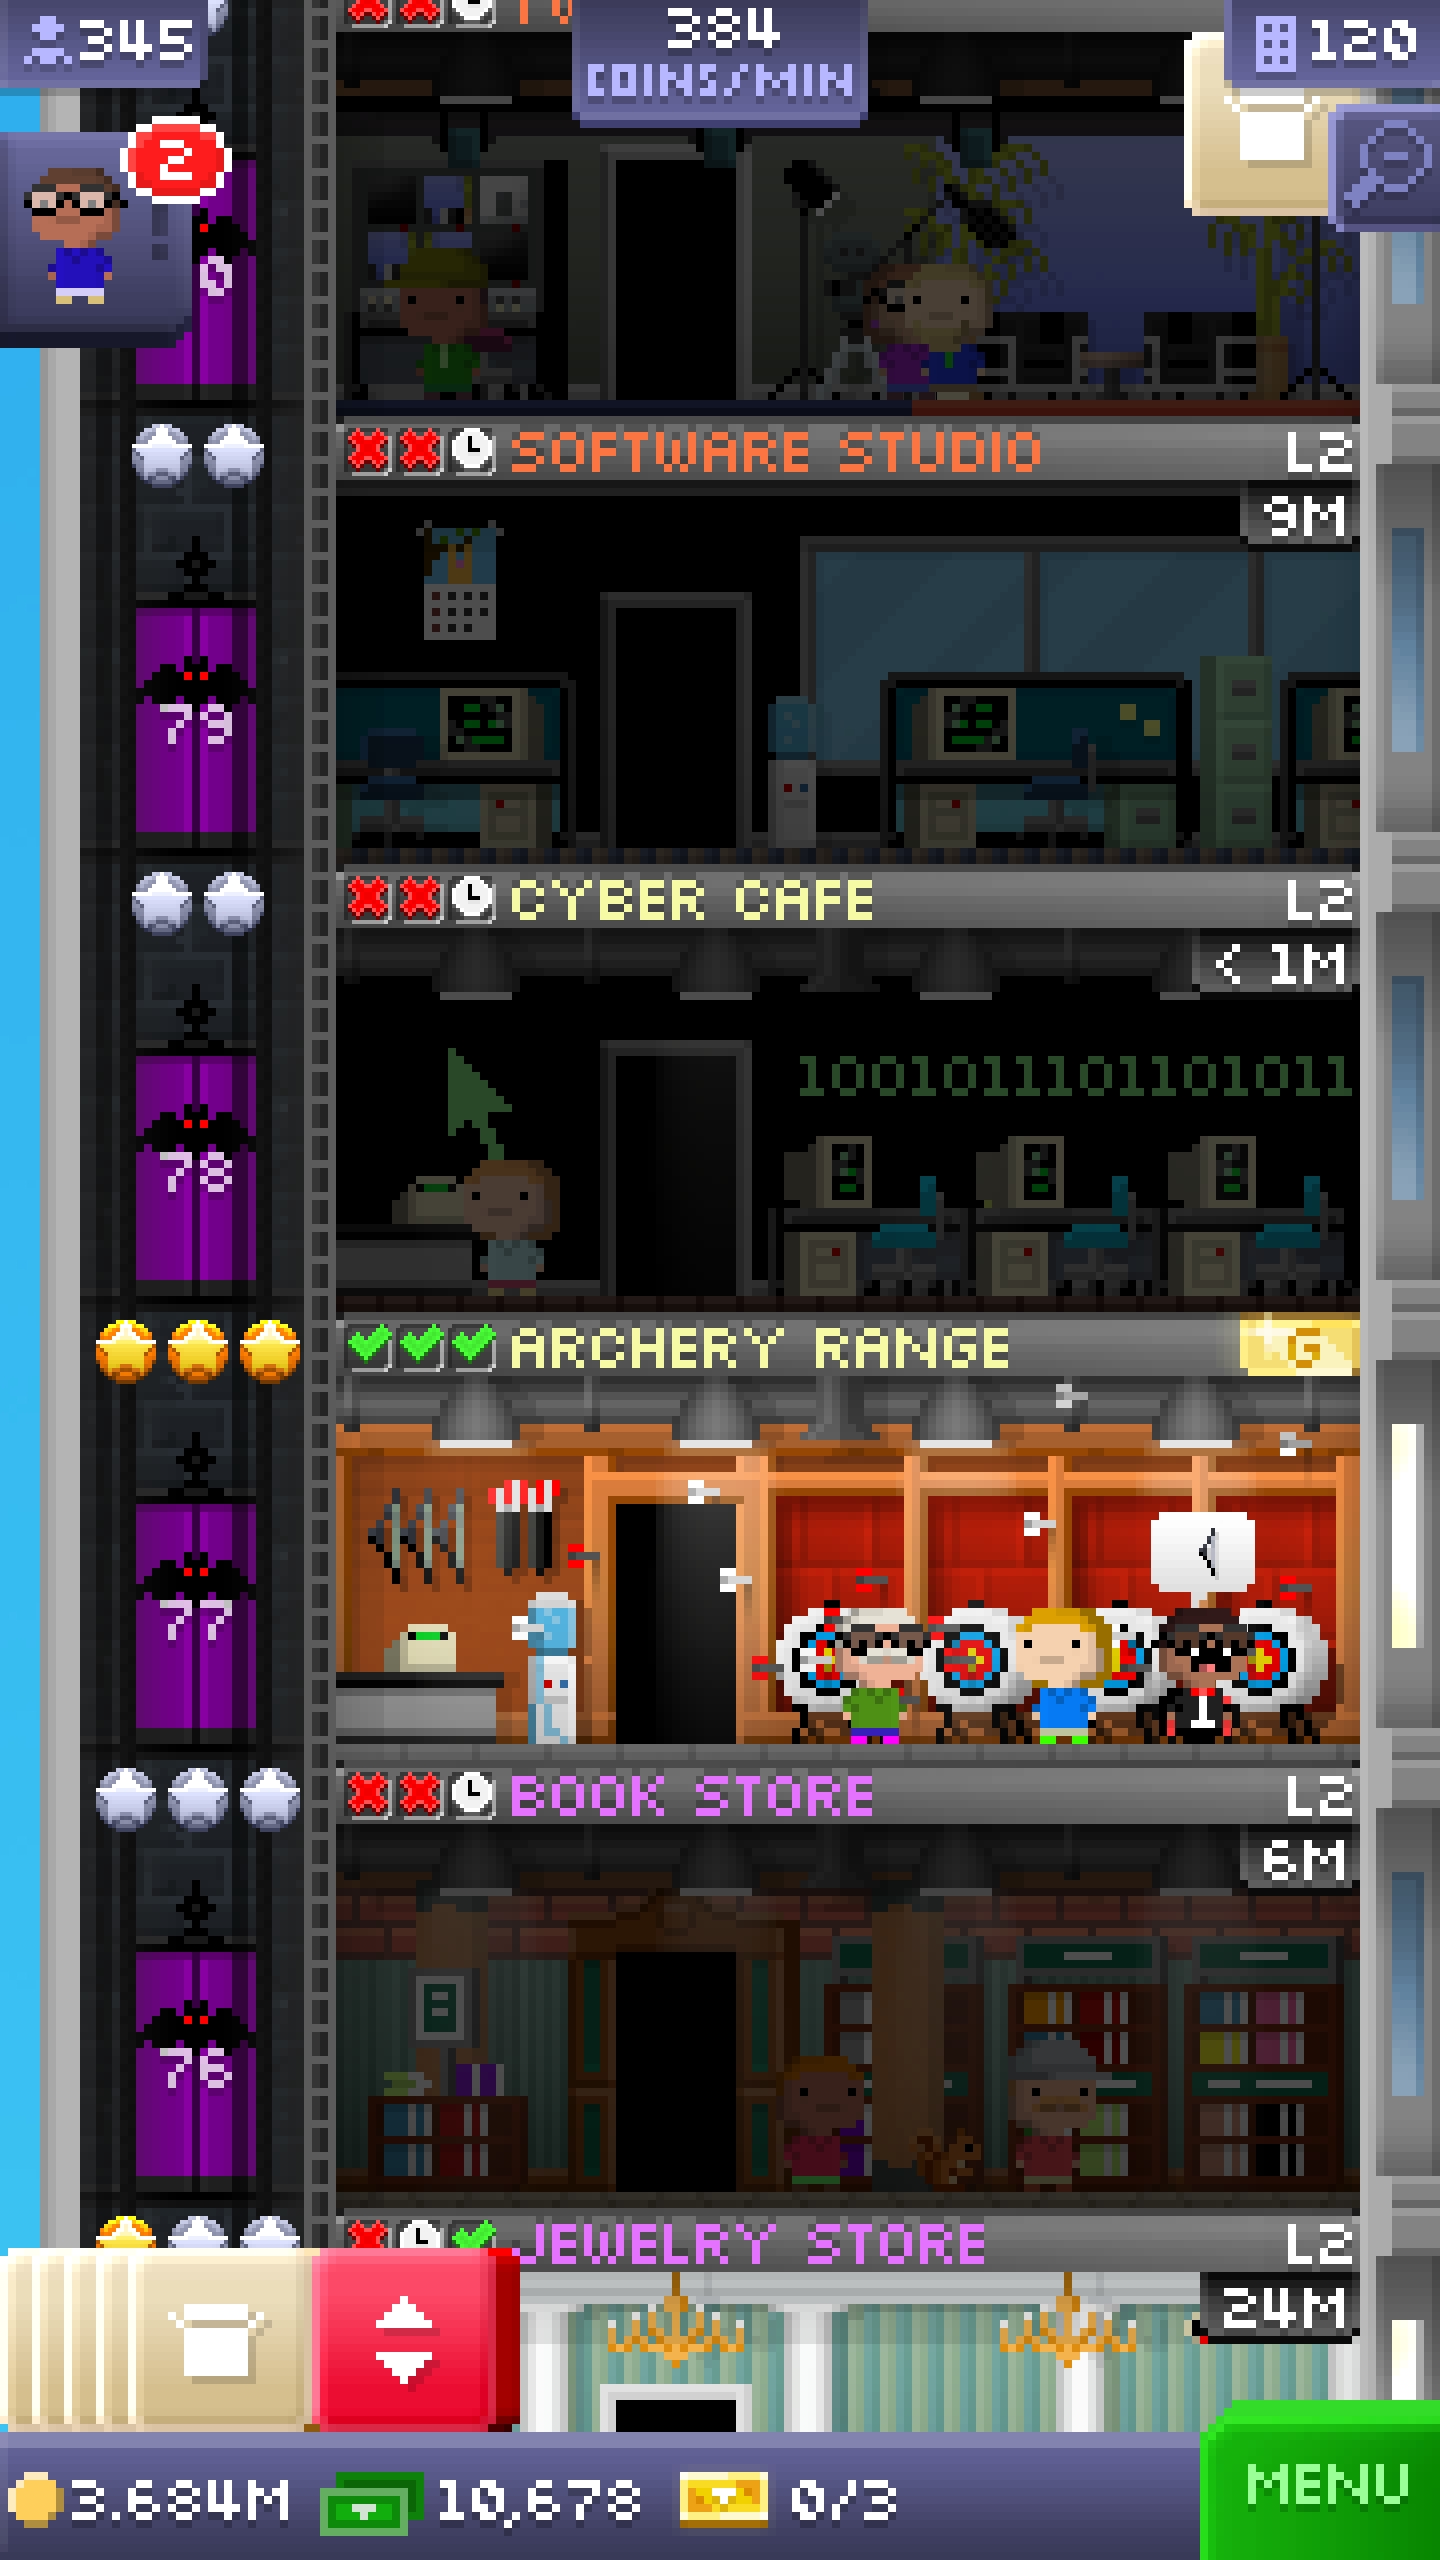 345
384
COINS/MIN
120
2
0
SOFTWARE STUDIO
L2
9M
79
CYBER CAFE
L2
< 1M
1001011101101011
78
ARCHERY RANGE
G
77
BOOK STORE
L2
6M
76
JEWELRY STORE
L2
24M
3.684M
10,678
0/3
MENU